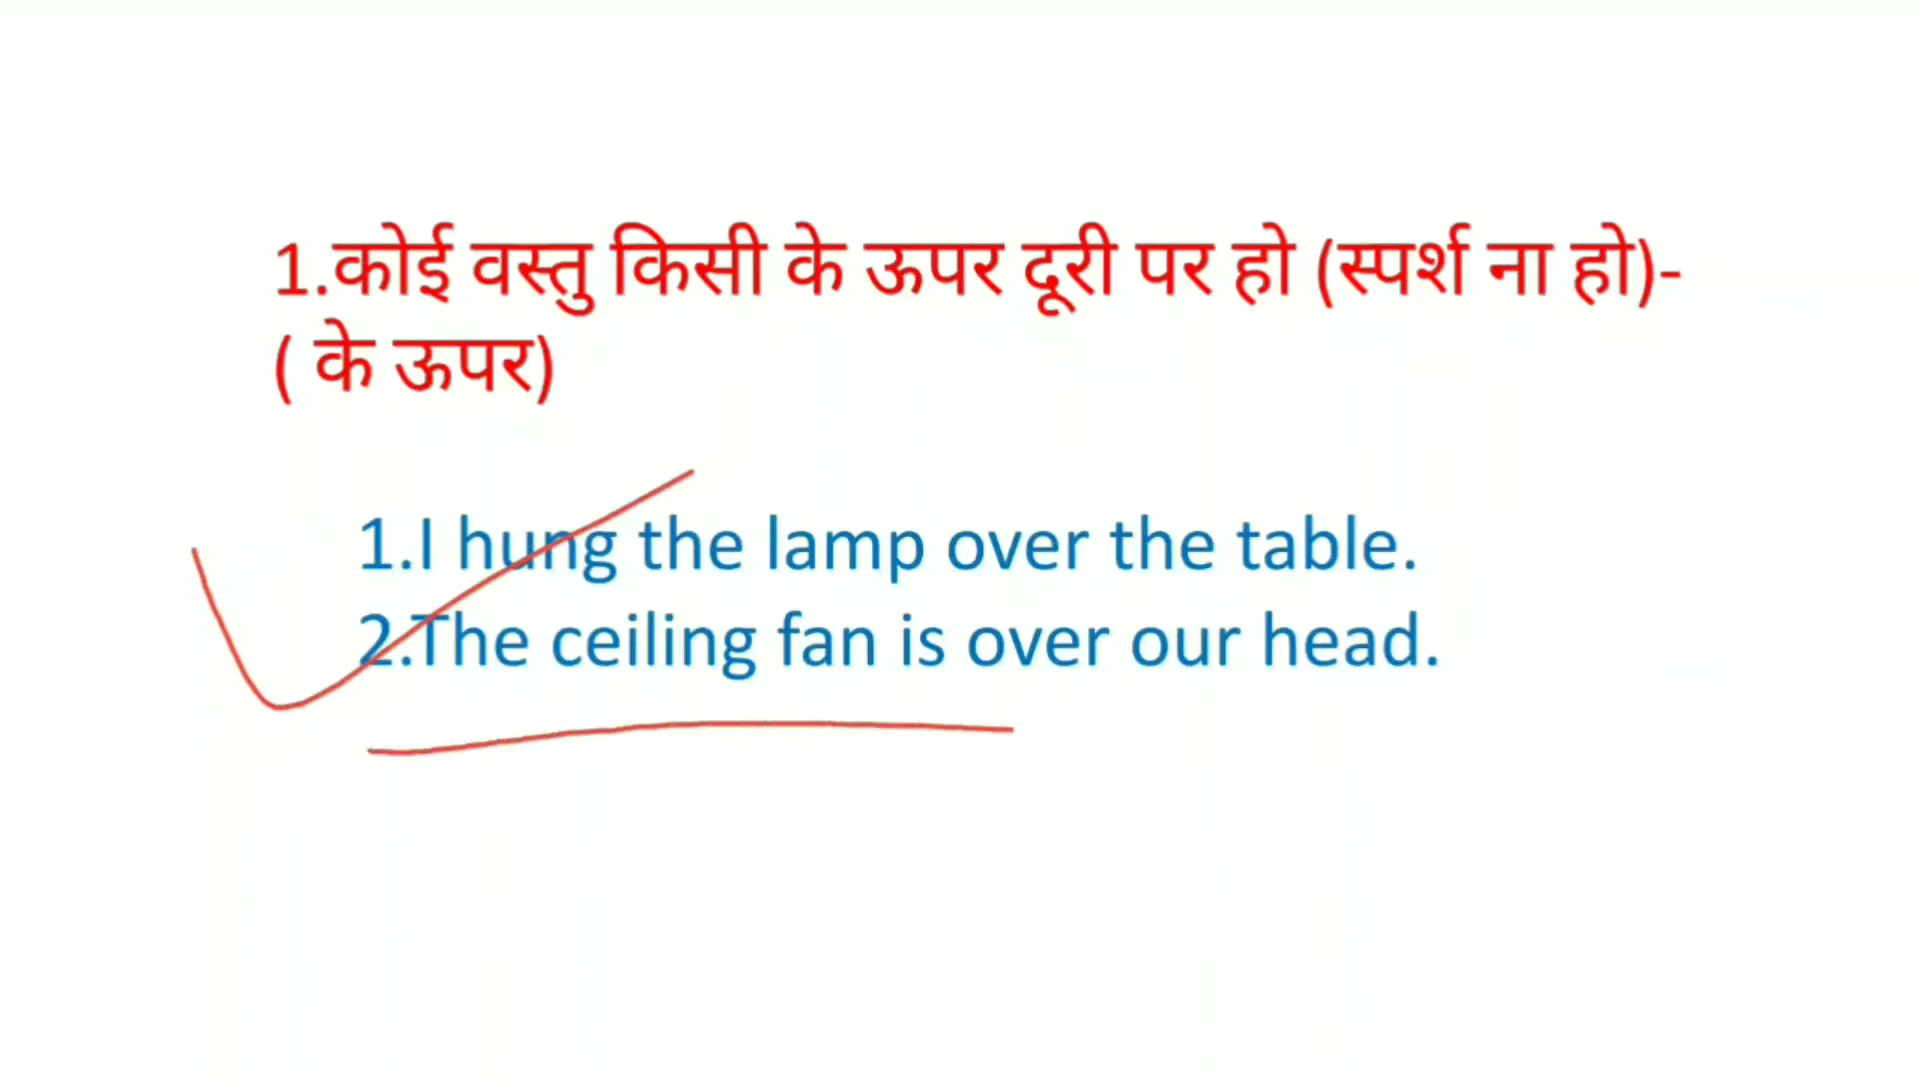 1.कोई वस्तु किसी के ऊपर दूरी पर हो (स्पर्श ना हो)-
( के ऊपर)
1.I hung the lamp over the table.
2.The ceiling fan is over our head.